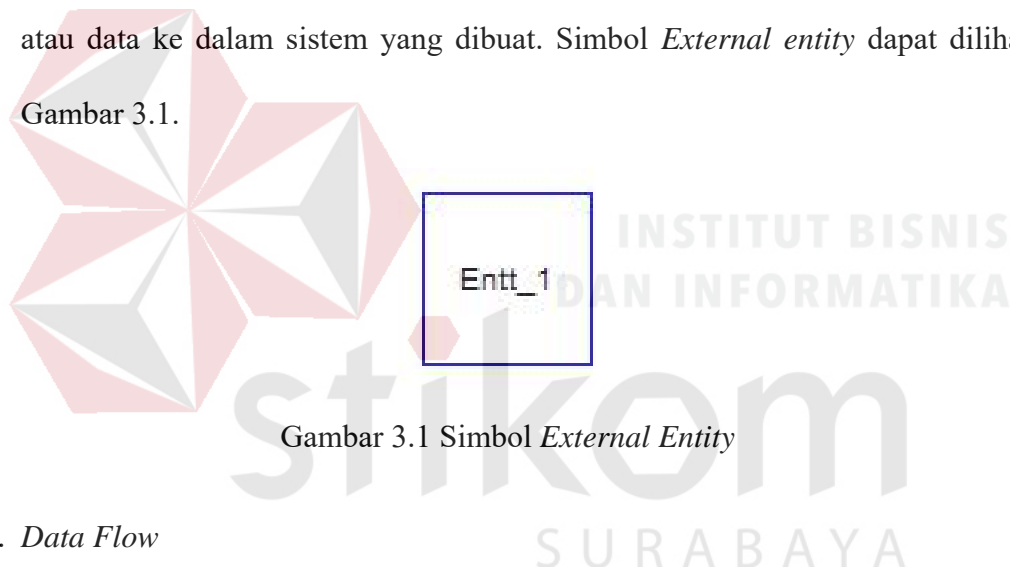 atau data ke dalam sistem yang dibuat. Simbol External entity dapat
Gambar 3.1.
INSTITUT BISNIS
Entt_1
DAN INFORMATIKA
stikom
Gambar 3.1 Simbol External Entity
. Data Flow
SURABAYA